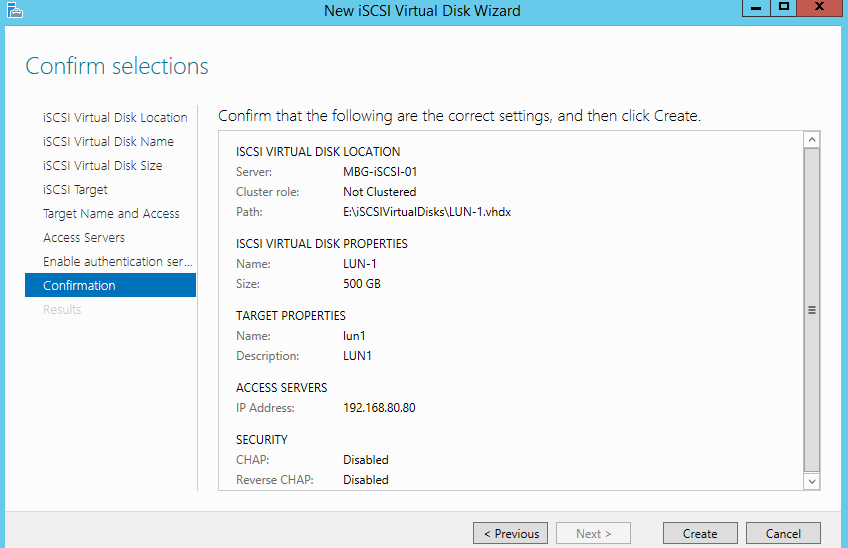 New iSCSI Virtual Disk Wizard
Confirm selections
iSCSI Virtual Disk Location
iSCSI Virtual Disk Name
iSCSI Virtual Disk Size
iSCSI Target
Target Name and Access
Access Servers
Enable authentication ser...
Confirmation
Results
Confirm that the following are the correct settings, and then click Create.
ISCSI VIRTUAL DISK LOCATION
Server: MBG-iSCSI-01
Cluster role: Not Clustered
Path: E:\iSCSIVirtualDisks\LUN-1.vhdx
ISCSI VIRTUAL DISK PROPERTIES
Name: LUN-1
Size: 500 GB
TARGET PROPERTIES
Name: lun1
Description: LUN1
ACCESS SERVERS
IP Address: 192.168.80.80
SECURITY
CHAP: Disabled
Reverse CHAP: Disabled
< Previous Next > Create Cancel